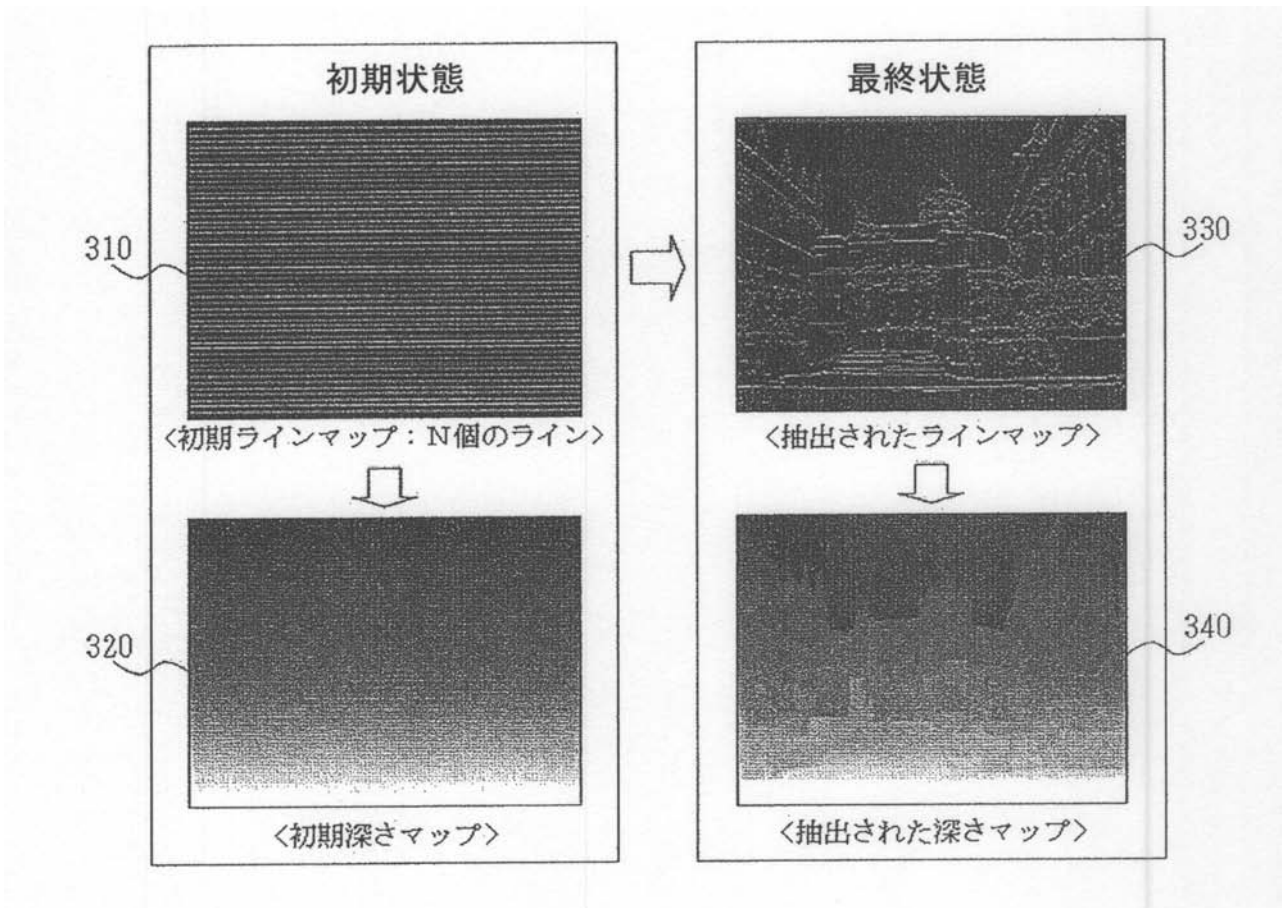 初期状態
310
<初期ラインマップ：N個のライン>
320
<初期深さマップ>
最終状態
330
<抽出されたラインマップ>
340
<抽出された深さマップ>